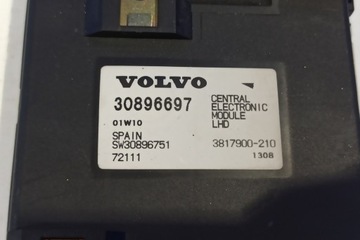 VOLVO
30896697
01W10
SPAIN
SW30896751
72111
CENTRAL
ELECTRONIC
MODULE
LHD
3817900-210
1308